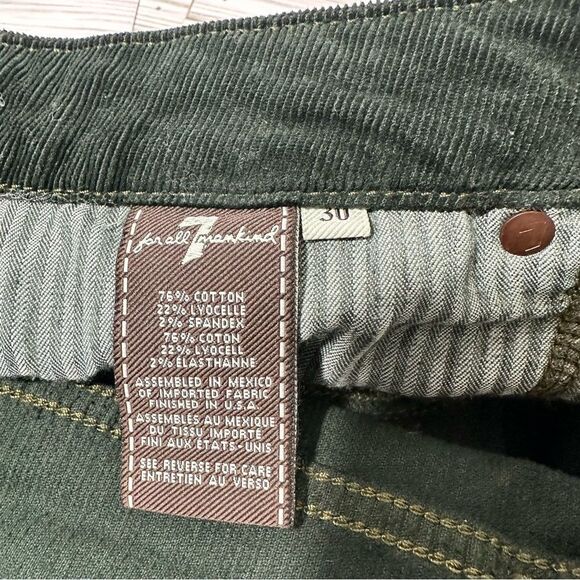 7
for all mankind
30
76% COTTON
22% LYOCELLE
2% SPANDEX
76% COTON
22% LYOCELL
2% ÉLASTHANNE
ASSEMBLED IN MEXICO
OF IMPORTED FABRIC
FINISHED IN U.S.A.
ASSEMBLÉS AU MEXIQUE
DU TISSU IMPORTÉ
FINI AUX ÉTATS-UNIS
SEE REVERSE FOR CARE
ENTRETIEN AU VERSO